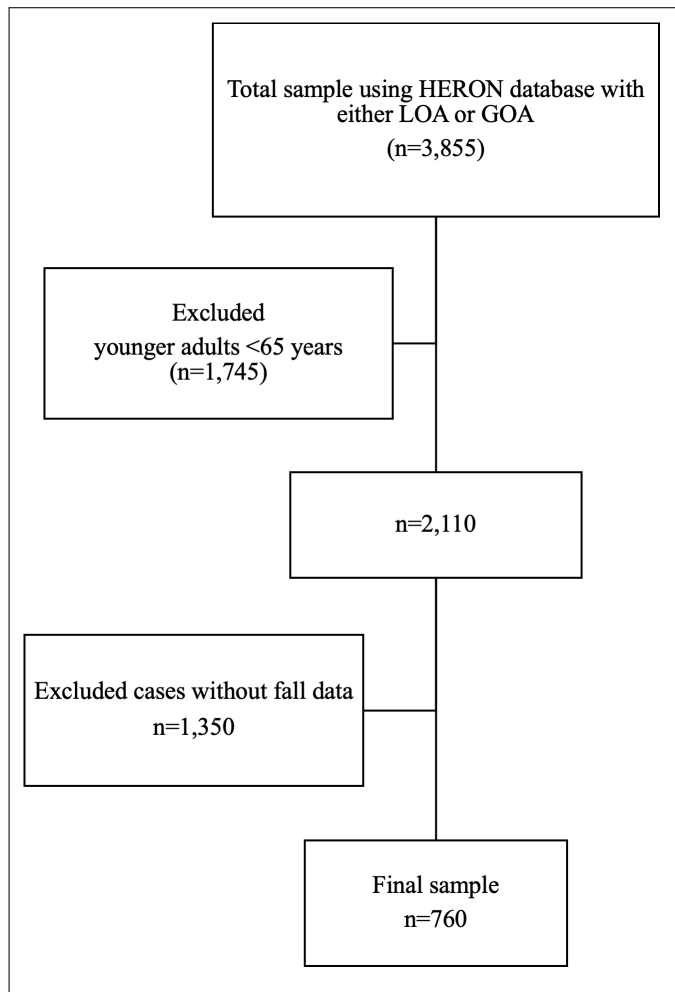 Total sample using HERON database with
either LOA or GOA
(n=3,855)
Excluded
younger adults <65 years
(n=1,745)
n=2,110
Excluded cases without fall data
n=1,350
Final sample
n=760